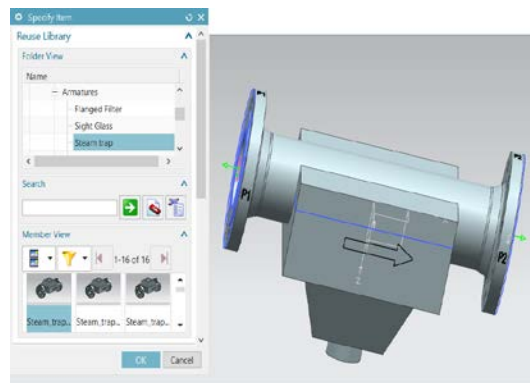 Specify Item
Reuse Library
Folder View
Name
Armatures
Flanged Filter
Sight Glass
Steam trap
Search
Member View
1-16 of 16
Steam_trap... Steam_trap... Steam_trap...
OK Cancel
P1
P1
P2